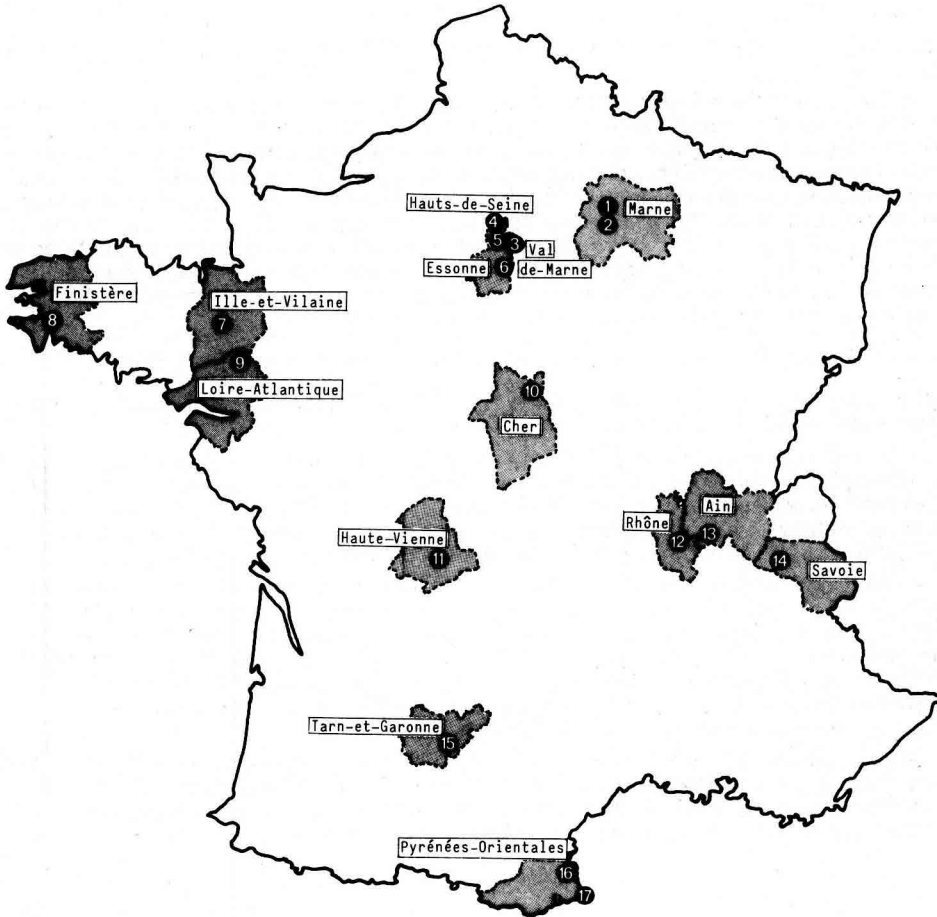 Hauts-de-Seine
4
1
Marne
5
3
Val
2
Essonne
6
de-Marne
Finistère
8
Ille-et-Vilaine
7
9
Loire-Atlantique
10
Cher
Ain
Rhône
12
13
Haute-Vienne
11
14
Savoie
Tarn-et-Garonne
15
Pyrénées-Orientales
16
17